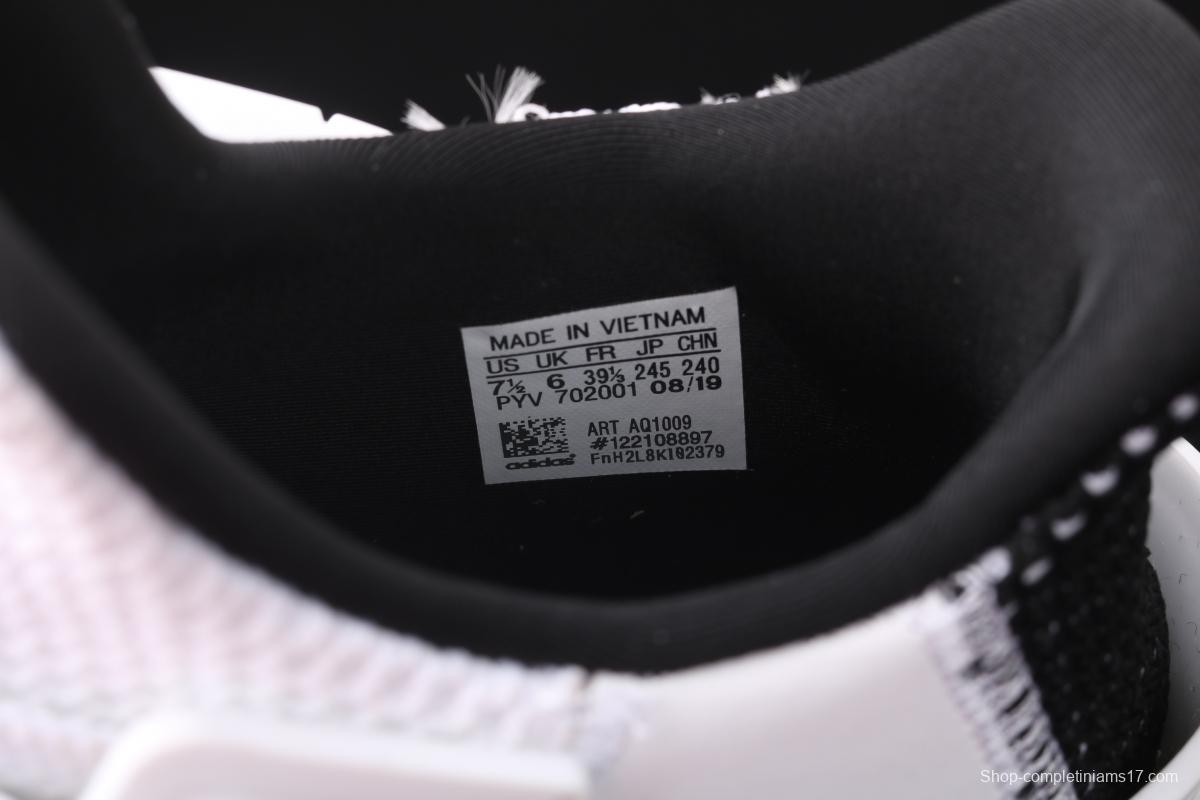 MADE IN VIETNAM
US UK FR JP CHN
7½ 6 39⅓ 245 240
PYV 702001 08/19
ART AQ1009
#122108897
adidas FnH2L8KI02379
Shop-completiniams17.com